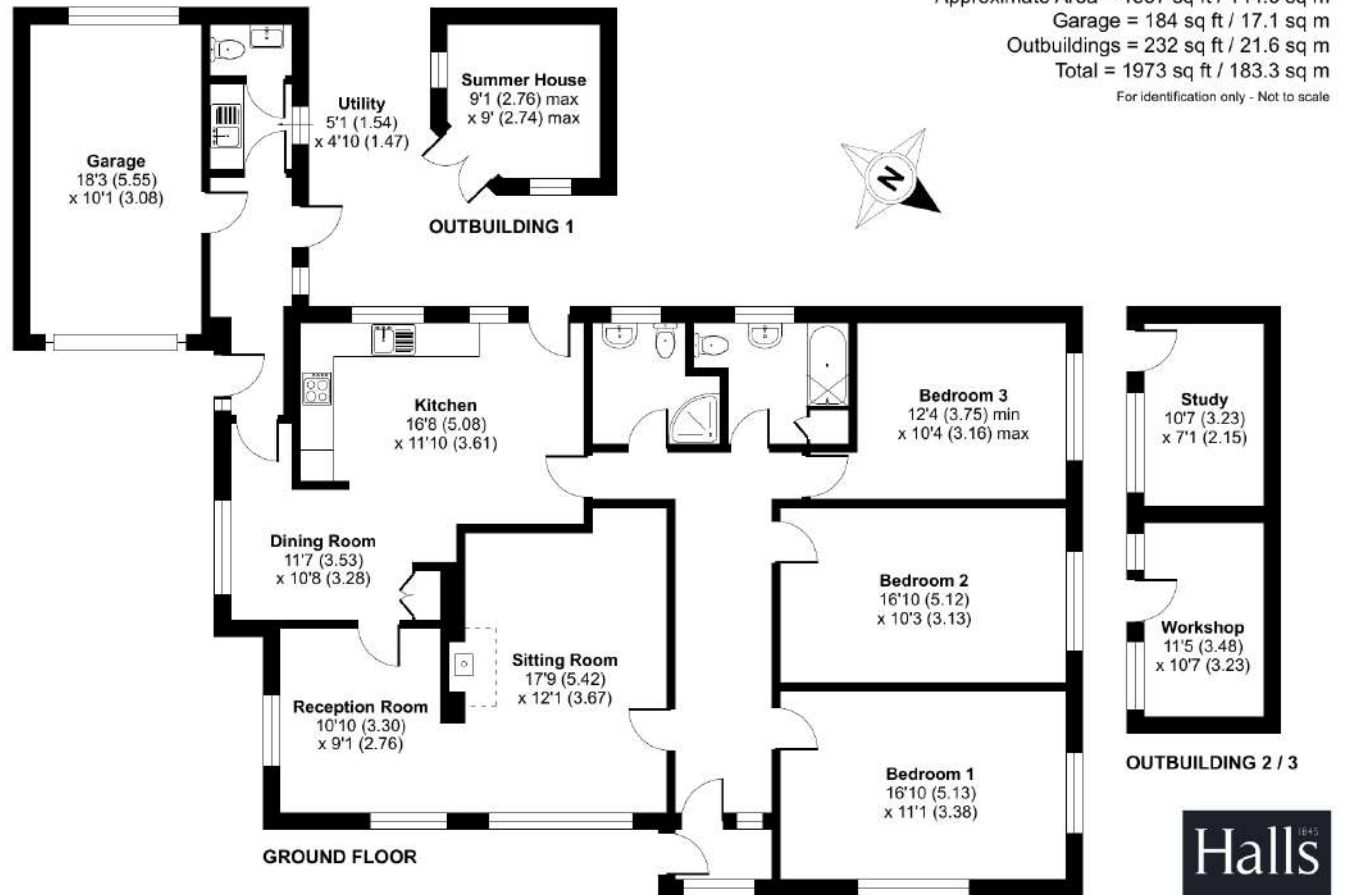 Garage = 184 sq ft / 17.1 sq m
Outbuildings = 232 sq ft / 21.6 sq m
Total = 1973 sq ft / 183.3 sq m
For identification only - Not to scale
Utility
5'1 (1.54)
x 4'10 (1.47)
Summer House
9'1 (2.76) max
x 9' (2.74) max
Garage
18'3 (5.55)
x 10'1 (3.08)
OUTBUILDING 1
N
Kitchen
16'8 (5.08)
x 11'10 (3.61)
Bedroom 3
12'4 (3.75) min
x 10'4 (3.16) max
Study
10'7 (3.23)
x 7'1 (2.15)
Dining Room
11'7 (3.53)
x 10'8 (3.28)
Bedroom 2
16'10 (5.12)
x 10'3 (3.13)
Workshop
11'5 (3.48)
x 10'7 (3.23)
Sitting Room
17'9 (5.42)
x 12'1 (3.67)
Reception Room
10'10 (3.30)
x 9'1 (2.76)
Bedroom 1
16'10 (5.13)
x 11'1 (3.38)
OUTBUILDING 2 / 3
GROUND FLOOR
Halls
1845